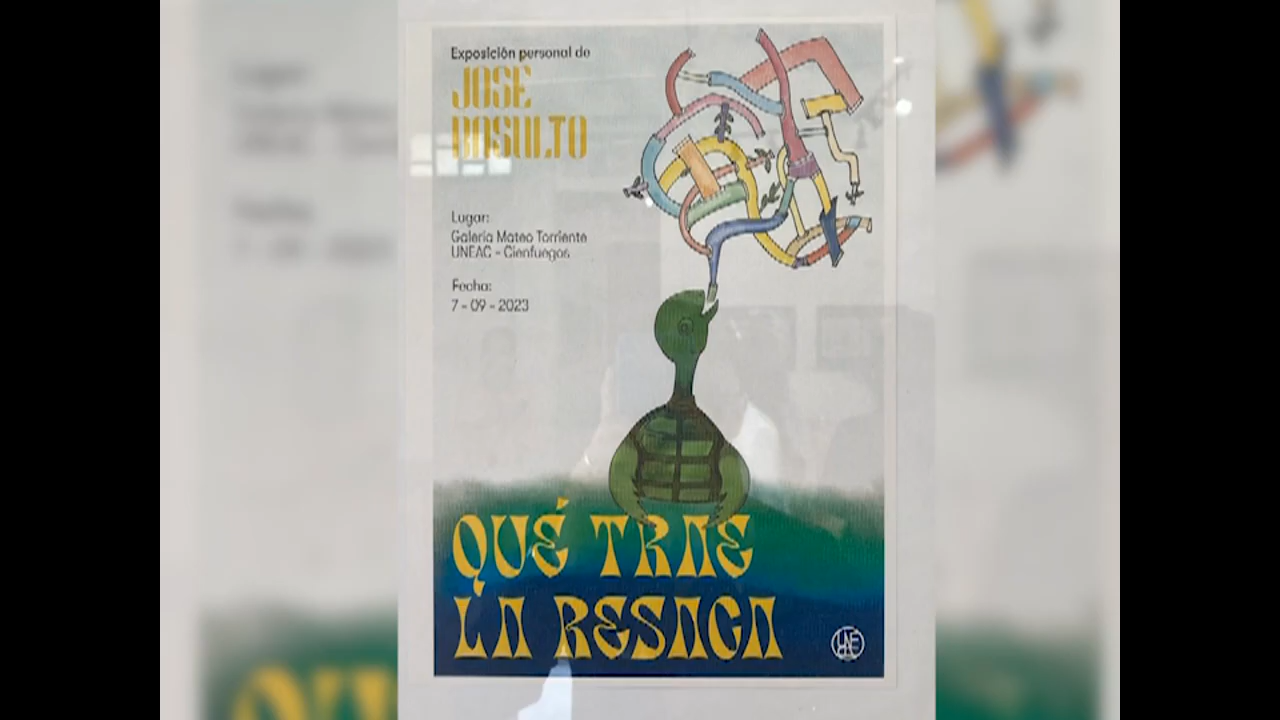 Exposición personal de
JOSE
BASULTO
Lugar:
Galería Mateo Torriente
UNEAC - Cienfuegos
Fecha:
7 - 09 - 2023
QUÉ TRAE
LA RESACA